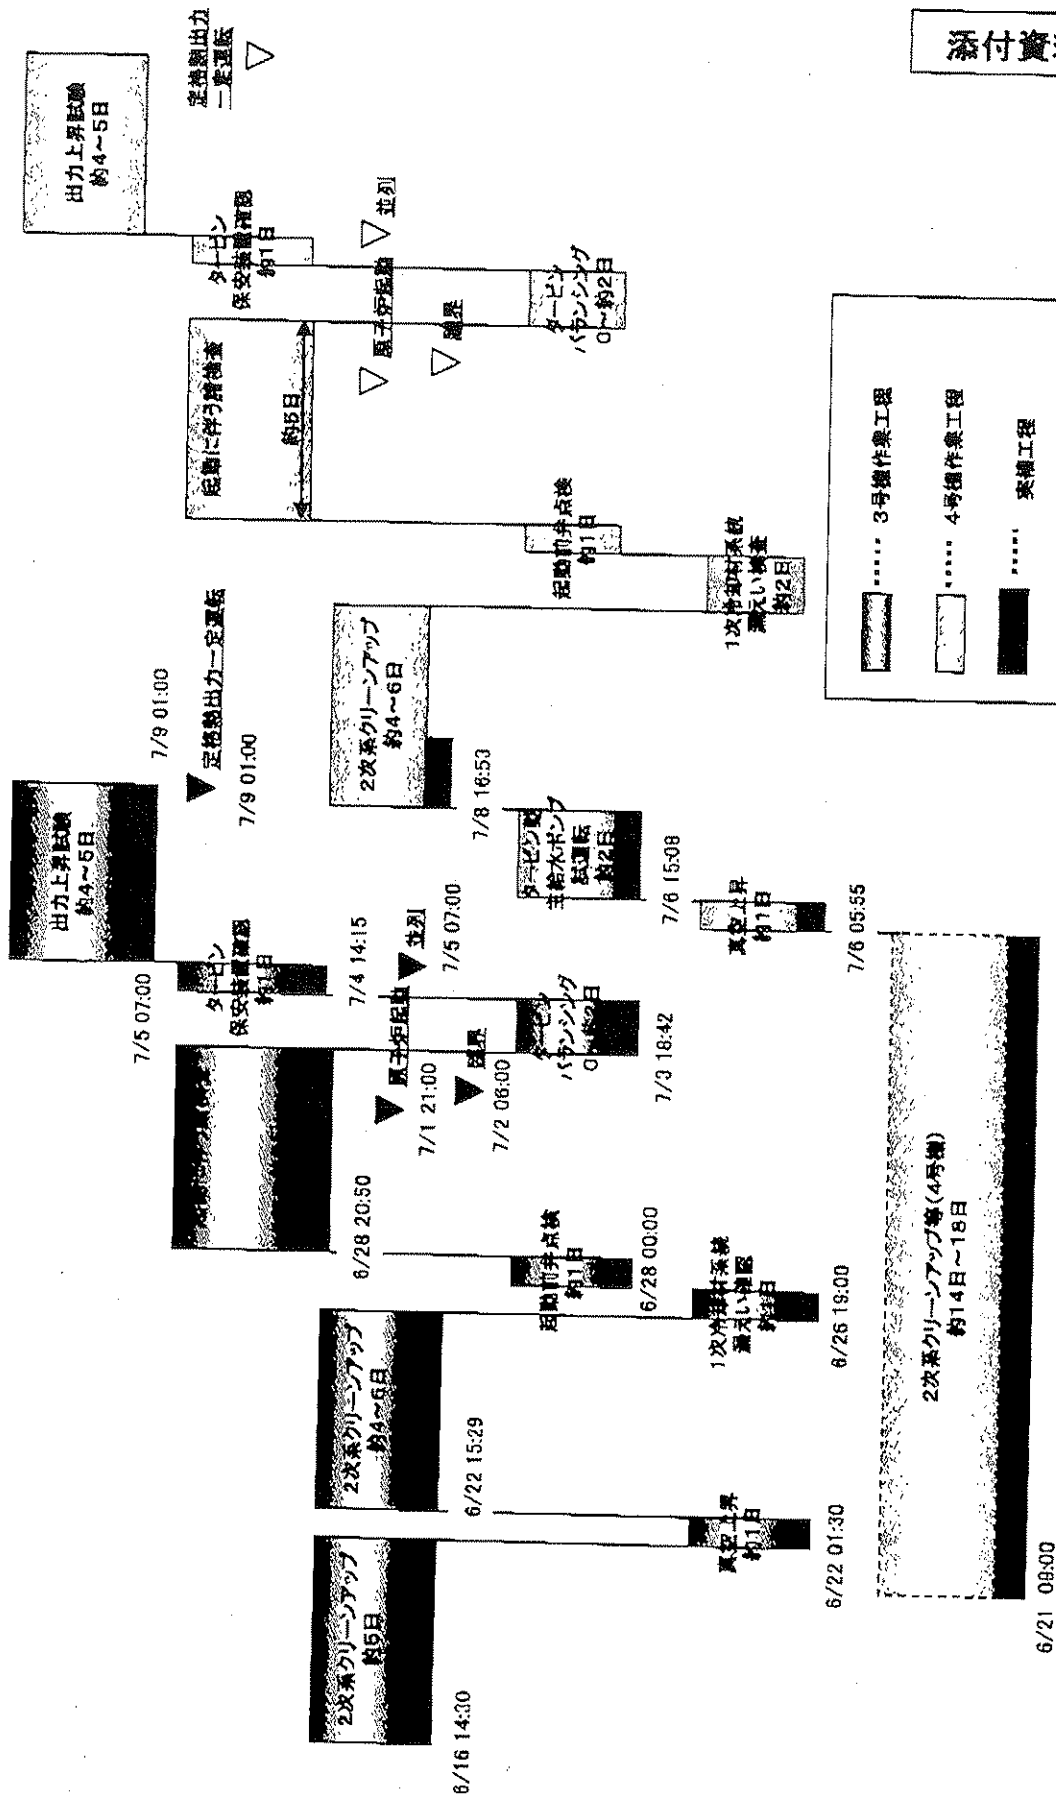 添付資
定格熱出力
一定運転
出力上昇試験
約4〜5日
タービン
保安装置確認
約1日
並列
原子炉起動
臨界
タービン
バランシング
0〜約2日
起動に伴う諸検査
約5日
起動前弁点検
約1日
1次冷却材系統
漏えい検査
約2日
2次系クリーンアップ
約4〜6日
7/8 16:53
タービン動
主給水ポンプ
試運転
約2日
7/6 15:08
真空上昇
約1日
7/6 05:55
3号機作業工程
4号機作業工程
実績工程
7/9 01:00
定格熱出力一定運転
7/9 01:00
出力上昇試験
約4〜5日
7/5 07:00
タービン
保安装置確認
約1日
7/4 14:15
並列
7/5 07:00
原子炉起動
7/1 21:00
臨界
7/2 06:00
タービン
バランシング
7/3 18:42
6/28 20:50
起動前弁点検
約1日
6/28 00:00
1次冷却材系統
漏えい確認
6/26 19:00
2次系クリーンアップ
約4〜6日
6/22 15:29
真空上昇
約1日
6/22 01:30
2次系クリーンアップ
約5日
6/16 14:30
2次系クリーンアップ等(4号機)
約14日〜18日
6/21 09:00